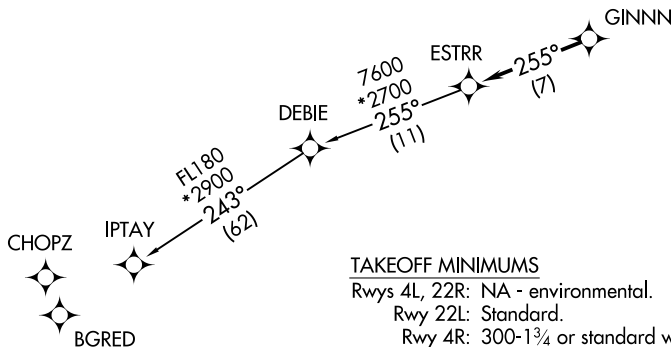 GINNN
255°
(7)
ESTRR
7600
*2700
255°
(11)
DEBIE
FL180
*2900
243°
(62)
IPTAY
CHOPZ
BGRED
TAKEOFF MINIMUMS
Rwys 4L, 22R: NA - environmental.
Rwy 22L: Standard.
Rwy 4R: 300-1¾ or standard w